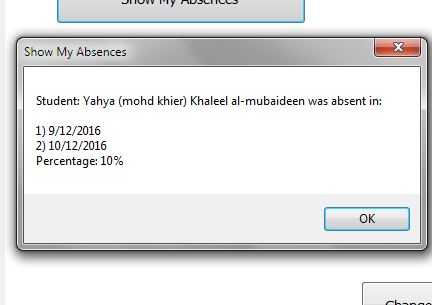 Show My Absences
Show My Absences
Student: Yahya (mohd khier) Khaleel al-mubaideen was absent in:
1) 9/12/2016
2) 10/12/2016
Percentage: 10%
OK
Change